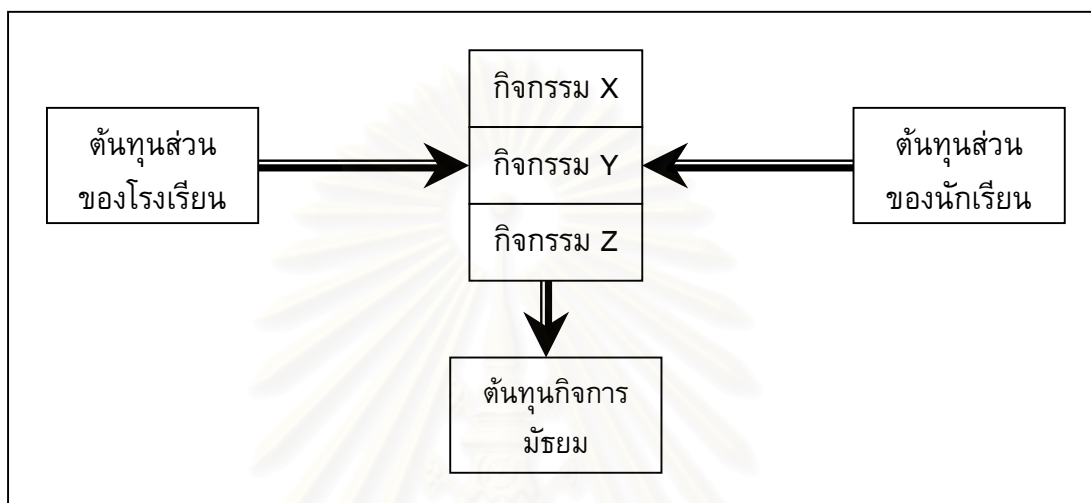 กิจกรรม X
ต้นทุนส่วน
ของโรงเรียน
กิจกรรม Y
ต้นทุนส่วน
ของนักเรียน
กิจกรรม Z
ต้นทุนกิจการ
มัธยม